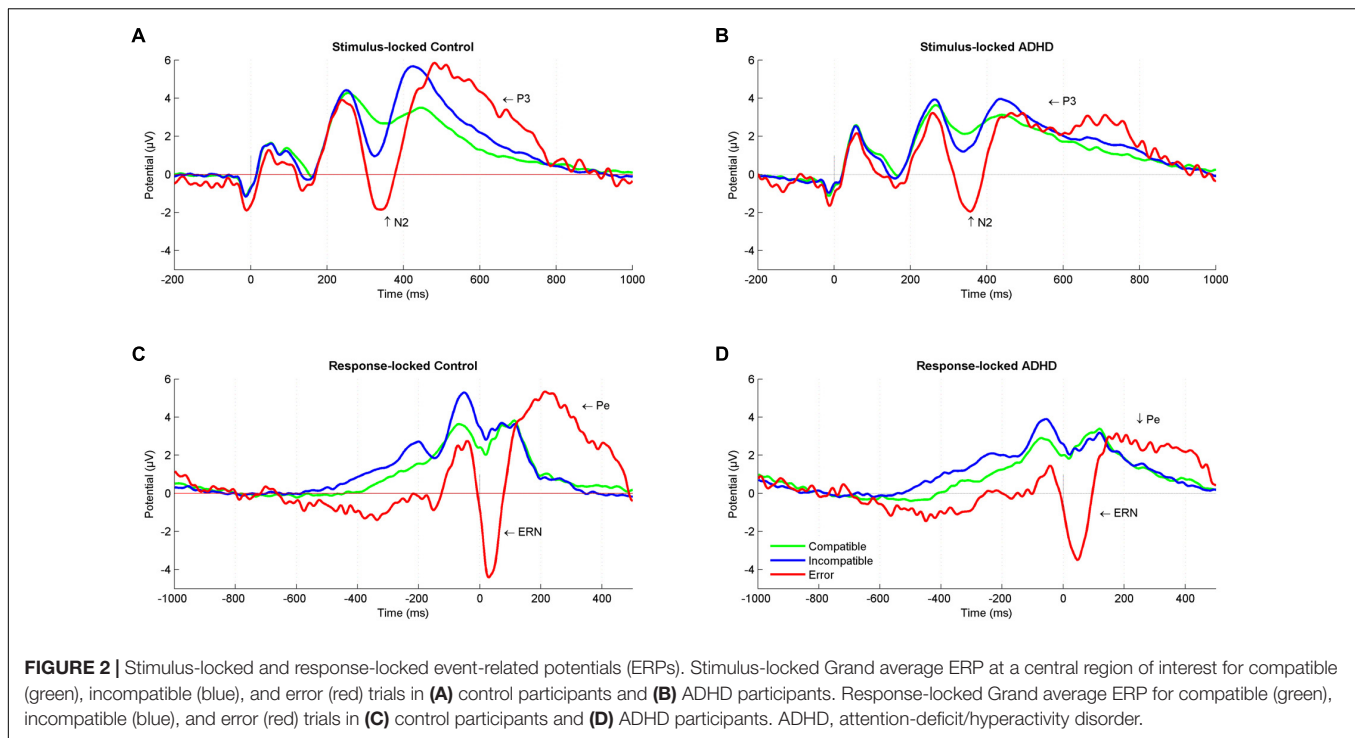 A
Stimulus-locked Control
6
4
2
0
-2
-4
Potential (µV)
← P3
↑ N2
-200 0 200 400 600 800 1000
Time (ms)
B
Stimulus-locked ADHD
6
4
2
0
-2
-4
Potential (µV)
← P3
↑ N2
-200 0 200 400 600 800 1000
Time (ms)
C
Response-locked Control
6
4
2
0
-2
-4
Potential (µV)
← Pe
← ERN
-1000 -800 -600 -400 -200 0 200 400
Time (ms)
D
Response-locked ADHD
6
4
2
0
-2
-4
Potential (µV)
↓ Pe
← ERN
Compatible
Incompatible
Error
-1000 -800 -600 -400 -200 0 200 400
Time (ms)
FIGURE 2 | Stimulus-locked and response-locked event-related potentials (ERPs). Stimulus-locked Grand average ERP at a central region of interest for compatible
(green), incompatible (blue), and error (red) trials in (A) control participants and (B) ADHD participants. Response-locked Grand average ERP for compatible (green),
incompatible (blue), and error (red) trials in (C) control participants and (D) ADHD participants. ADHD, attention-deficit/hyperactivity disorder.